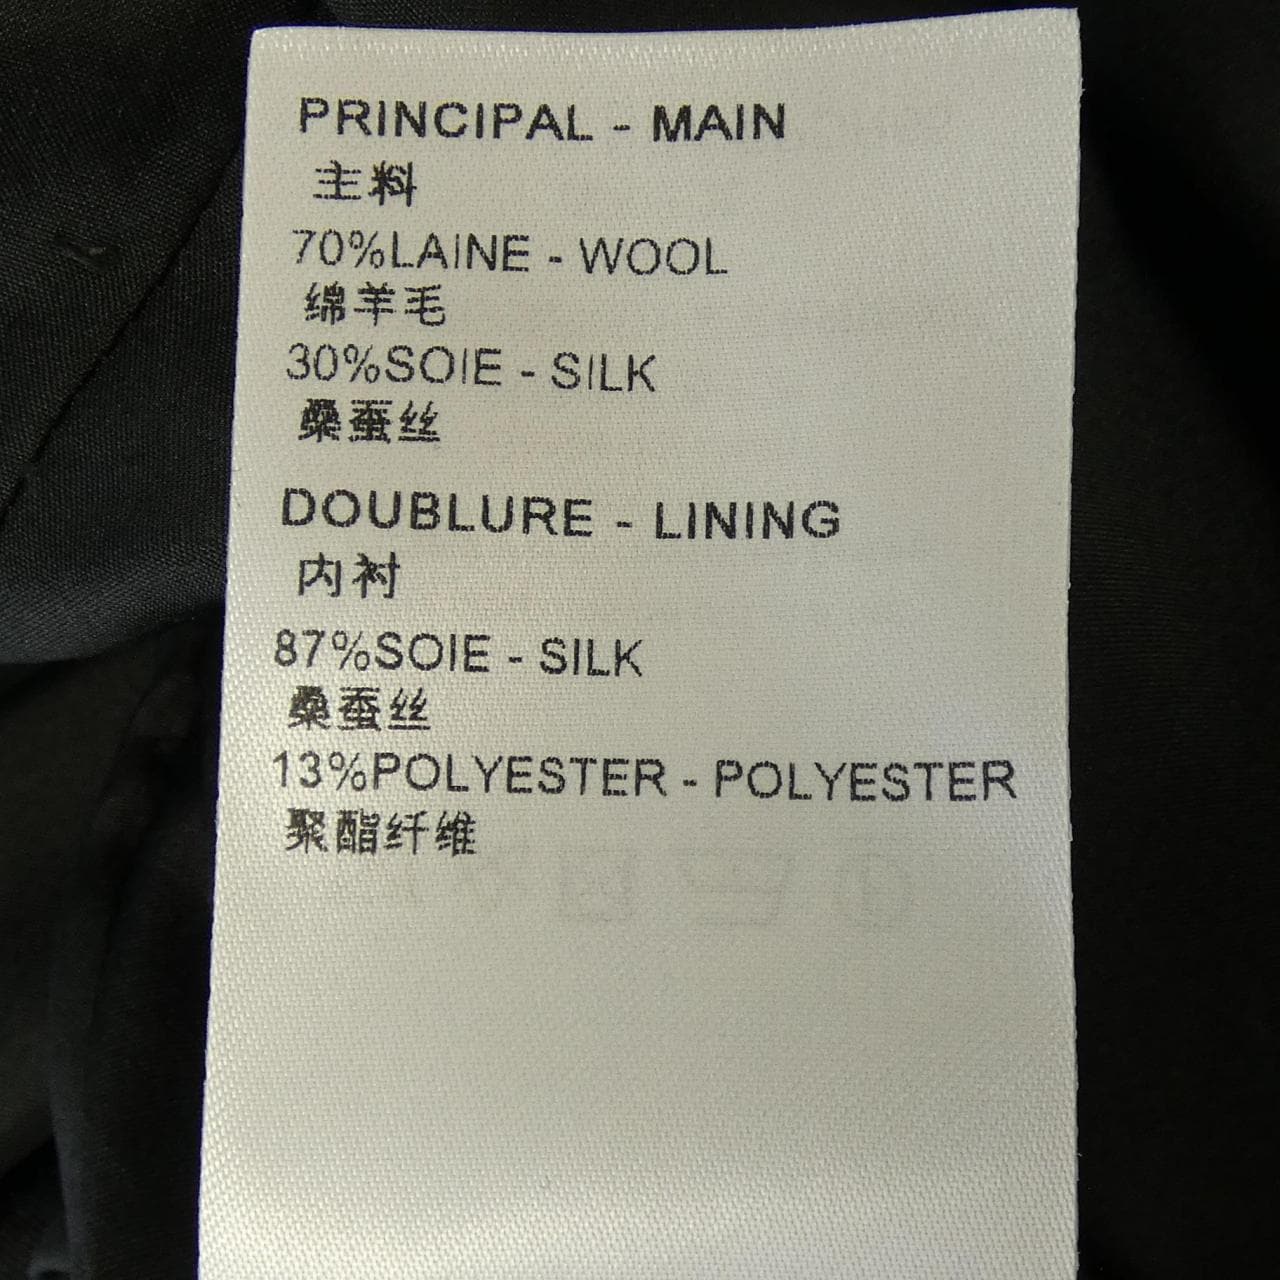 PRINCIPAL - MAIN
主料
70%LAINE - WOOL
绵羊毛
30%SOIE - SILK
桑蚕丝
DOUBLURE - LINING
内衬
87%SOIE - SILK
桑蚕丝
13%POLYESTER - POLYESTER
聚酯纤维